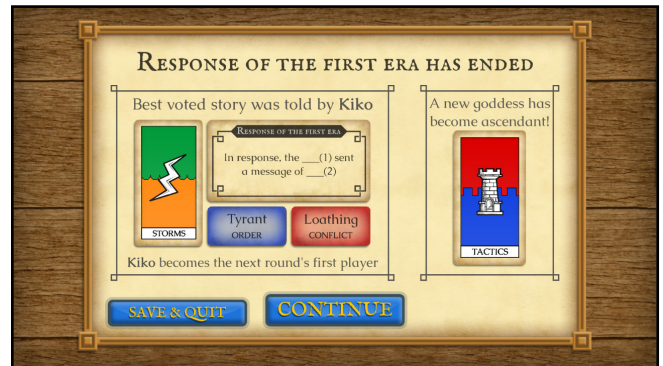 Response of the first era has ended
Best voted story was told by Kiko
Response of the first era
In response, the ___(1) sent
a message of ___(2)
STORMS
Tyrant
ORDER
Loathing
CONFLICT
Kiko becomes the next round's first player
A new goddess has
become ascendant!
TACTICS
SAVE & QUIT
CONTINUE